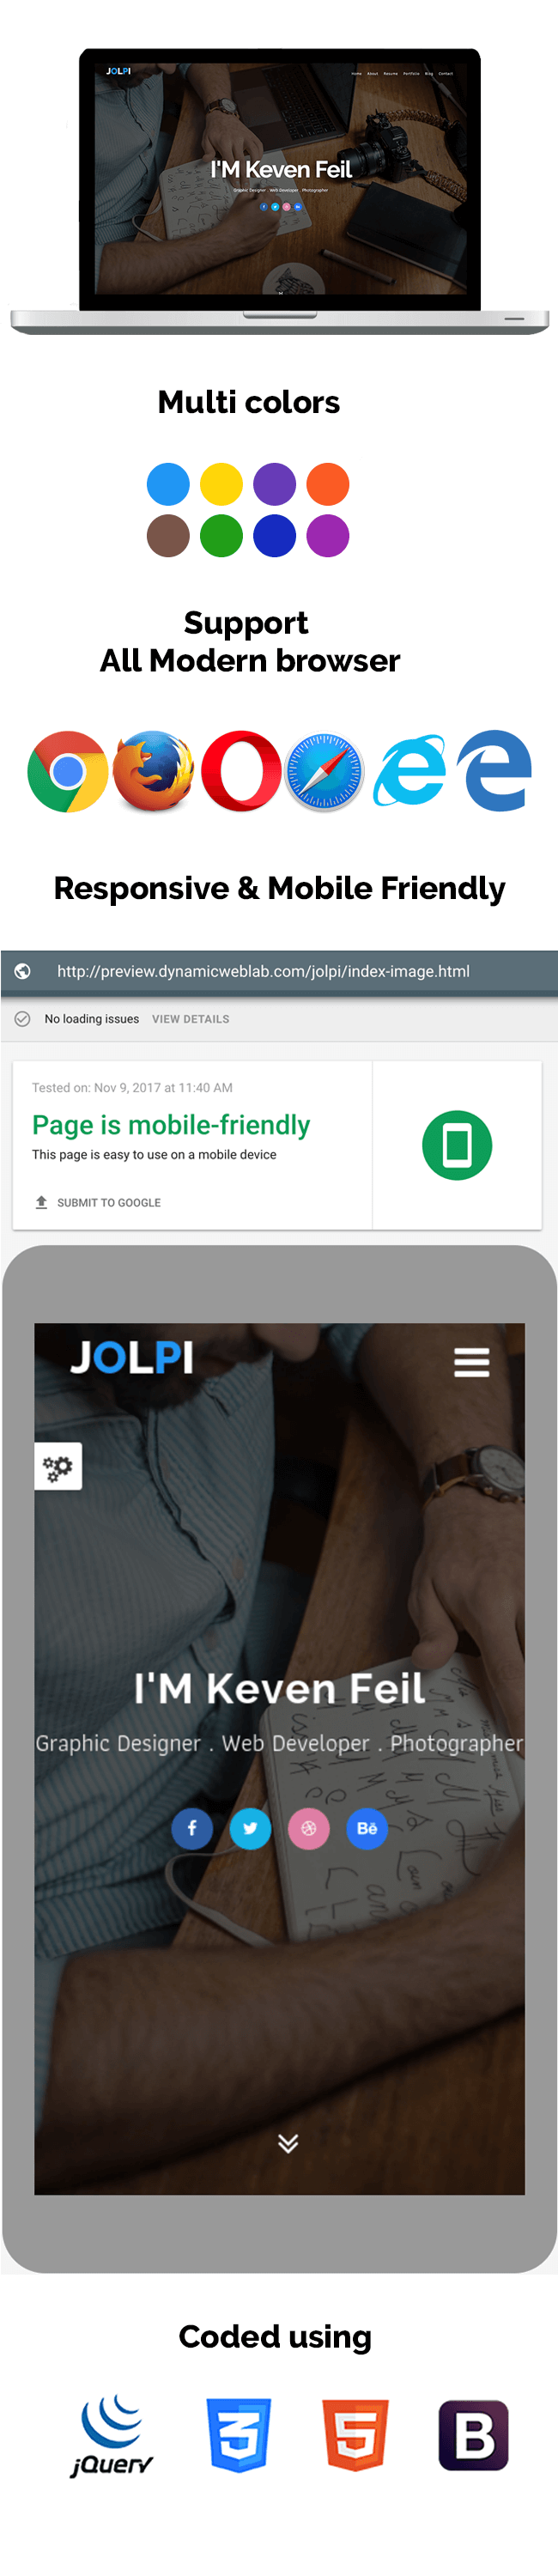 JOLPI
Home About Resume Portfolio Blog Contact
I'M Keven Feil
Graphic Designer . Web Developer . Photographer
Multi colors
Support
All Modern browser
Responsive & Mobile Friendly
http://preview.dynamicweblab.com/jolpi/index-image.html
No loading issues VIEW DETAILS
Tested on: Nov 9, 2017 at 11:40 AM
Page is mobile-friendly
This page is easy to use on a mobile device
SUBMIT TO GOOGLE
JOLPI
I'M Keven Feil
Graphic Designer . Web Developer . Photographer
f Bē
Coded using
jQuery 3 5 B